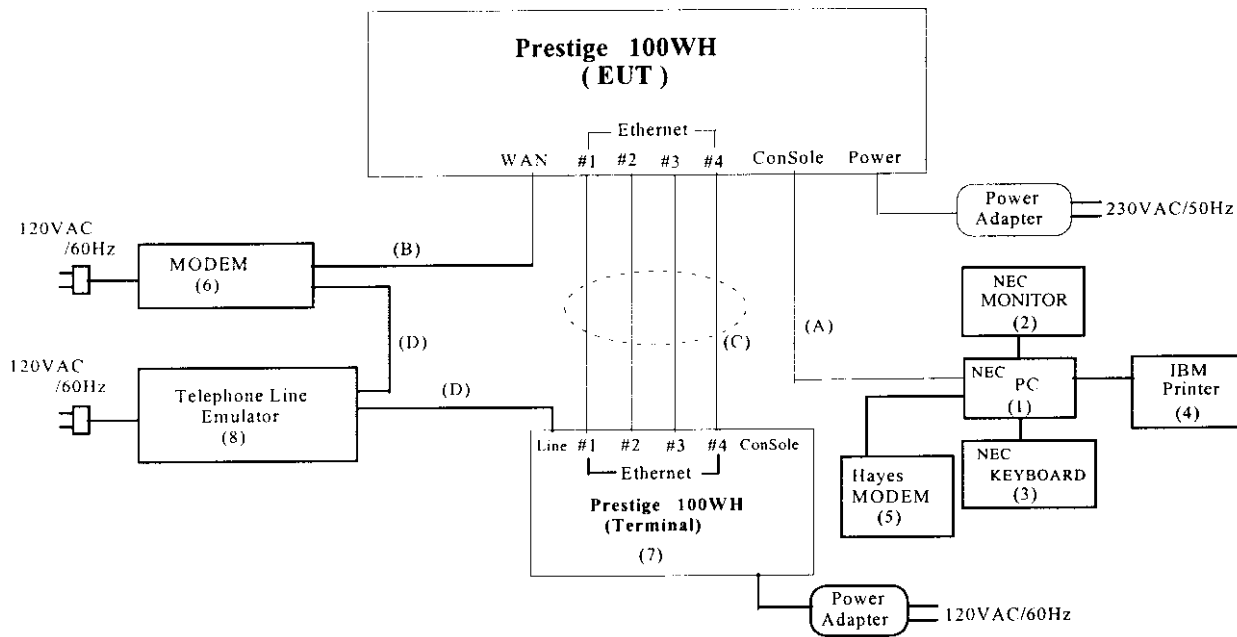 Prestige 100WH
( EUT )
Ethernet
WAN #1 #2 #3 #4 ConSole Power
Power
Adapter
230VAC/50Hz
120VAC
/60Hz
MODEM
(6)
(B)
(D)
(C)
(A)
NEC
MONITOR
(2)
120VAC
/60Hz
Telephone Line
Emulator
(8)
(D)
NEC
PC
(1)
IBM
Printer
(4)
Line #1 #2 #3 #4 ConSole
Ethernet
Prestige 100WH
(Terminal)
(7)
Hayes
MODEM
(5)
NEC
KEYBOARD
(3)
Power
Adapter
120VAC/60Hz